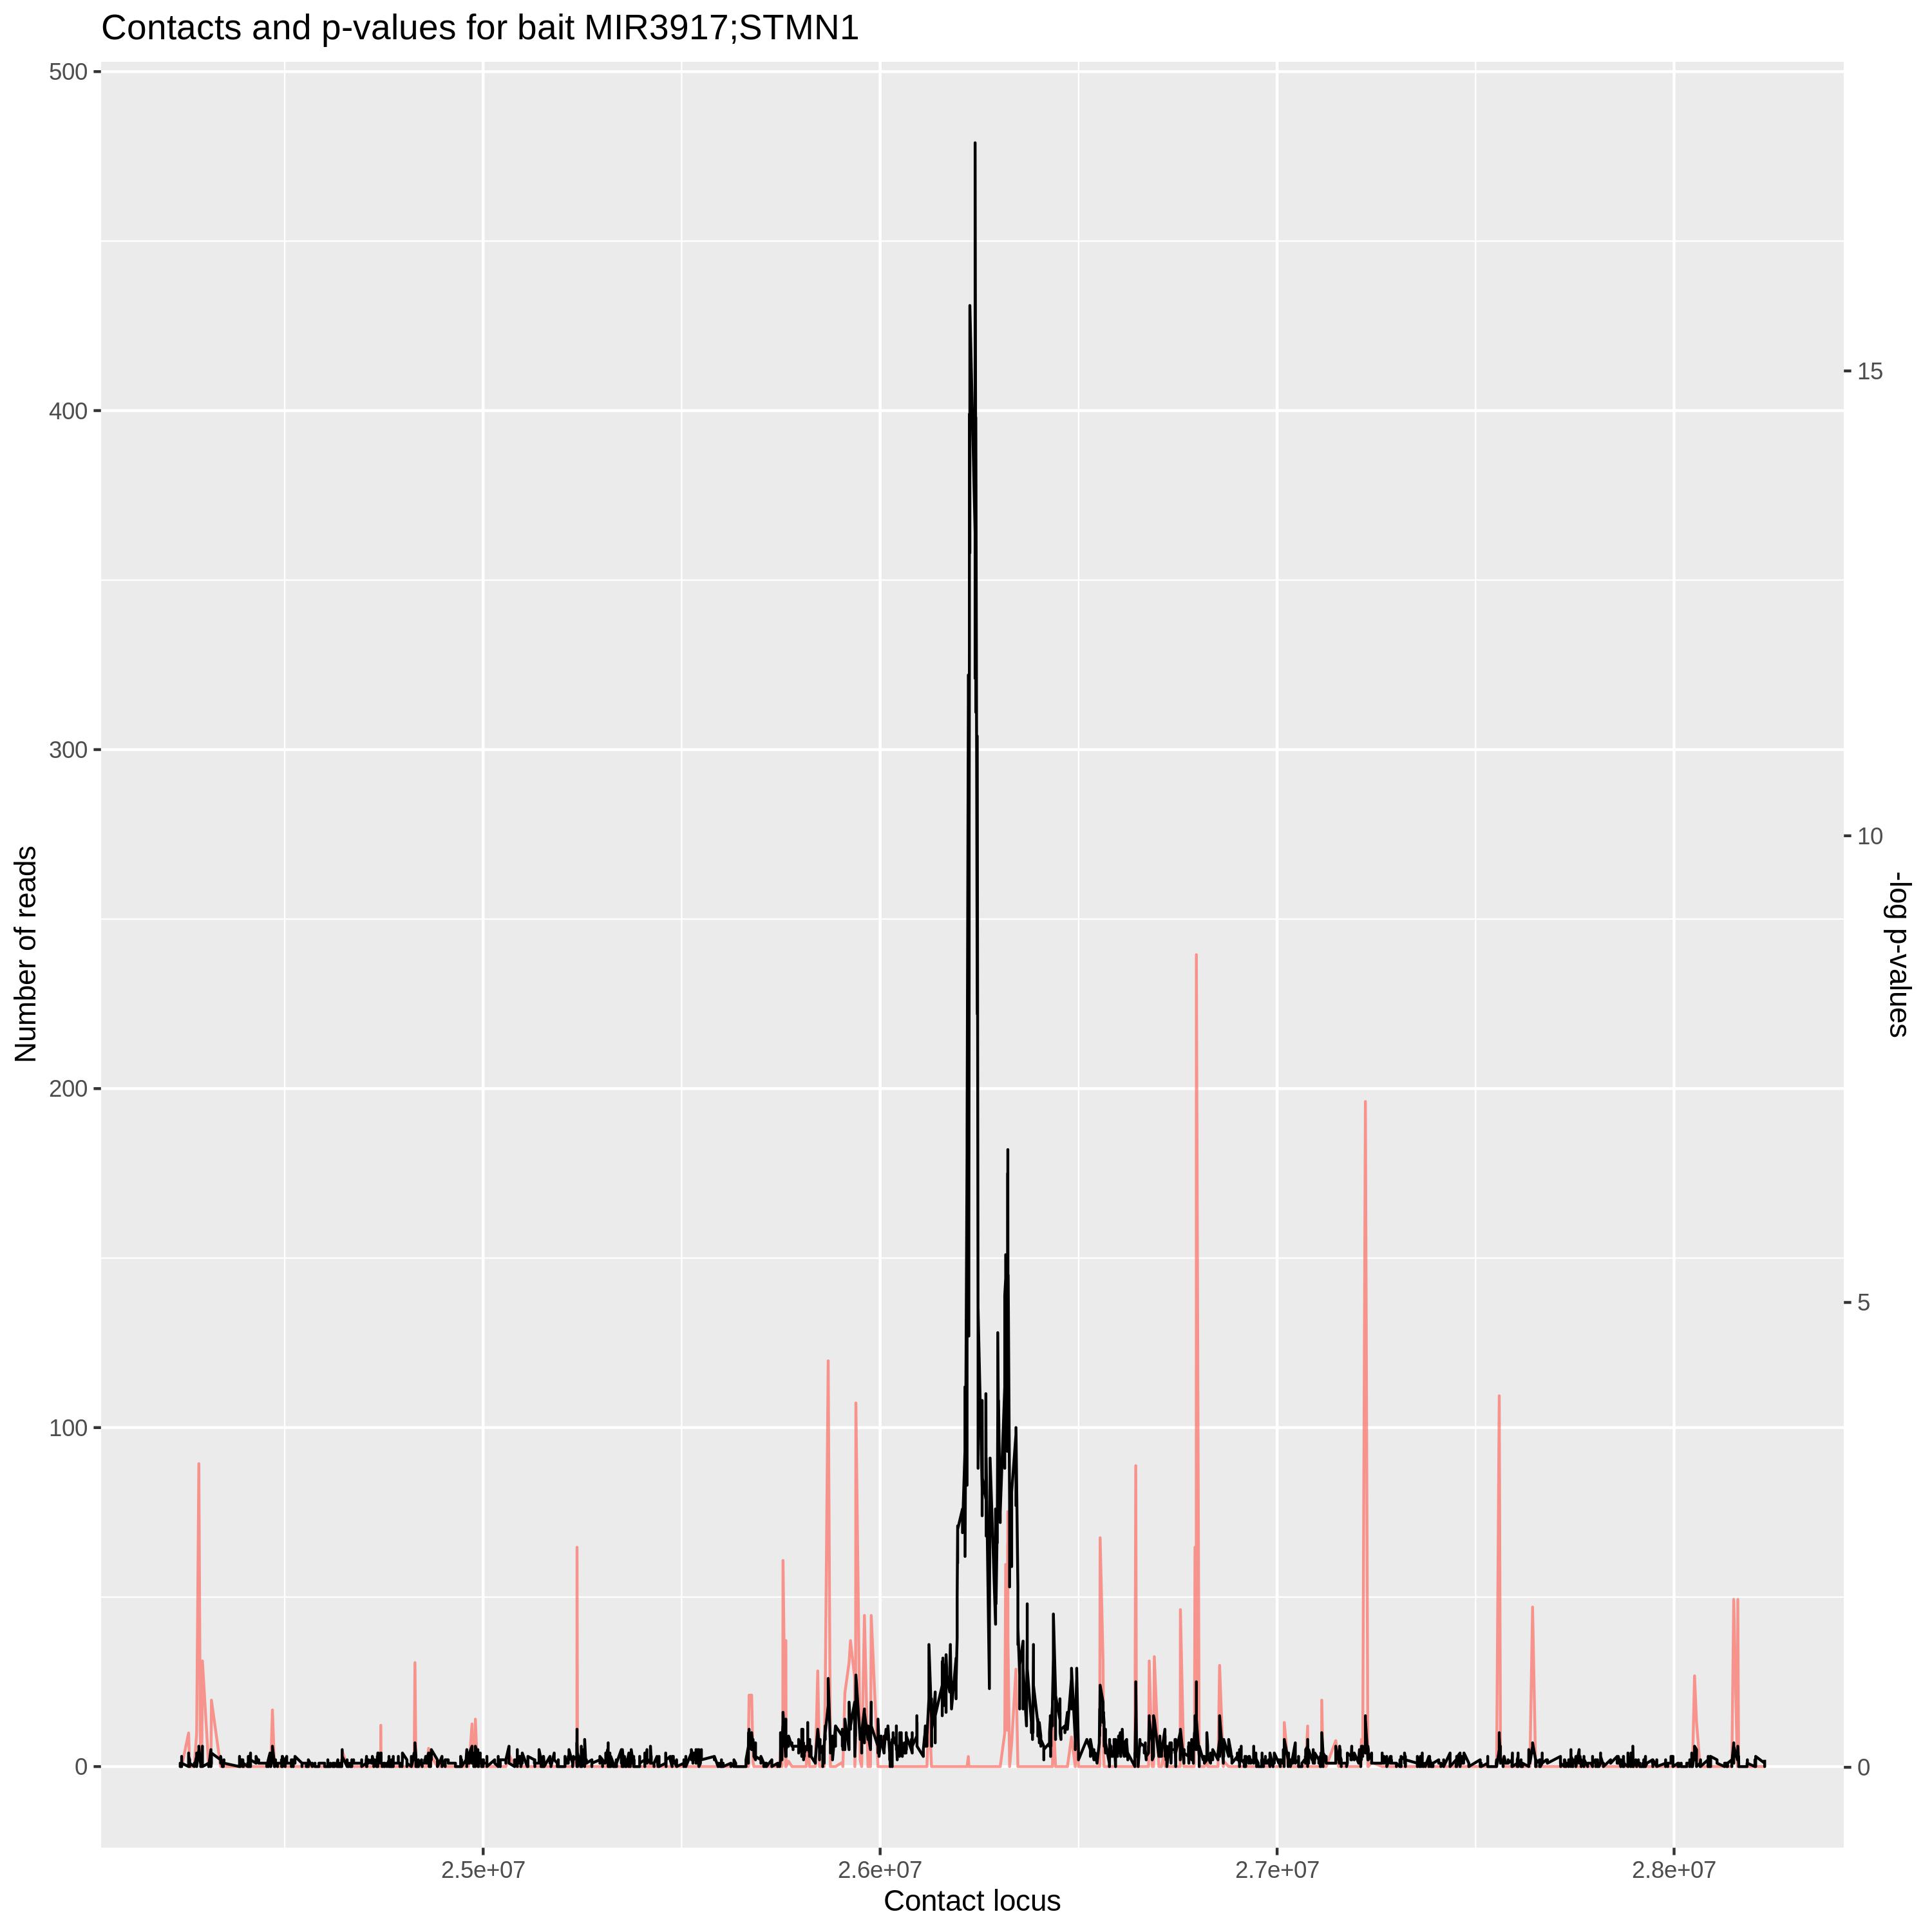 Contacts and p-values for bait MIR3917;STMN1
500
400
300
200
100
0
Number of reads
15
10
5
0
-log p-values
2.5e+07
2.6e+07
2.7e+07
2.8e+07
Contact locus